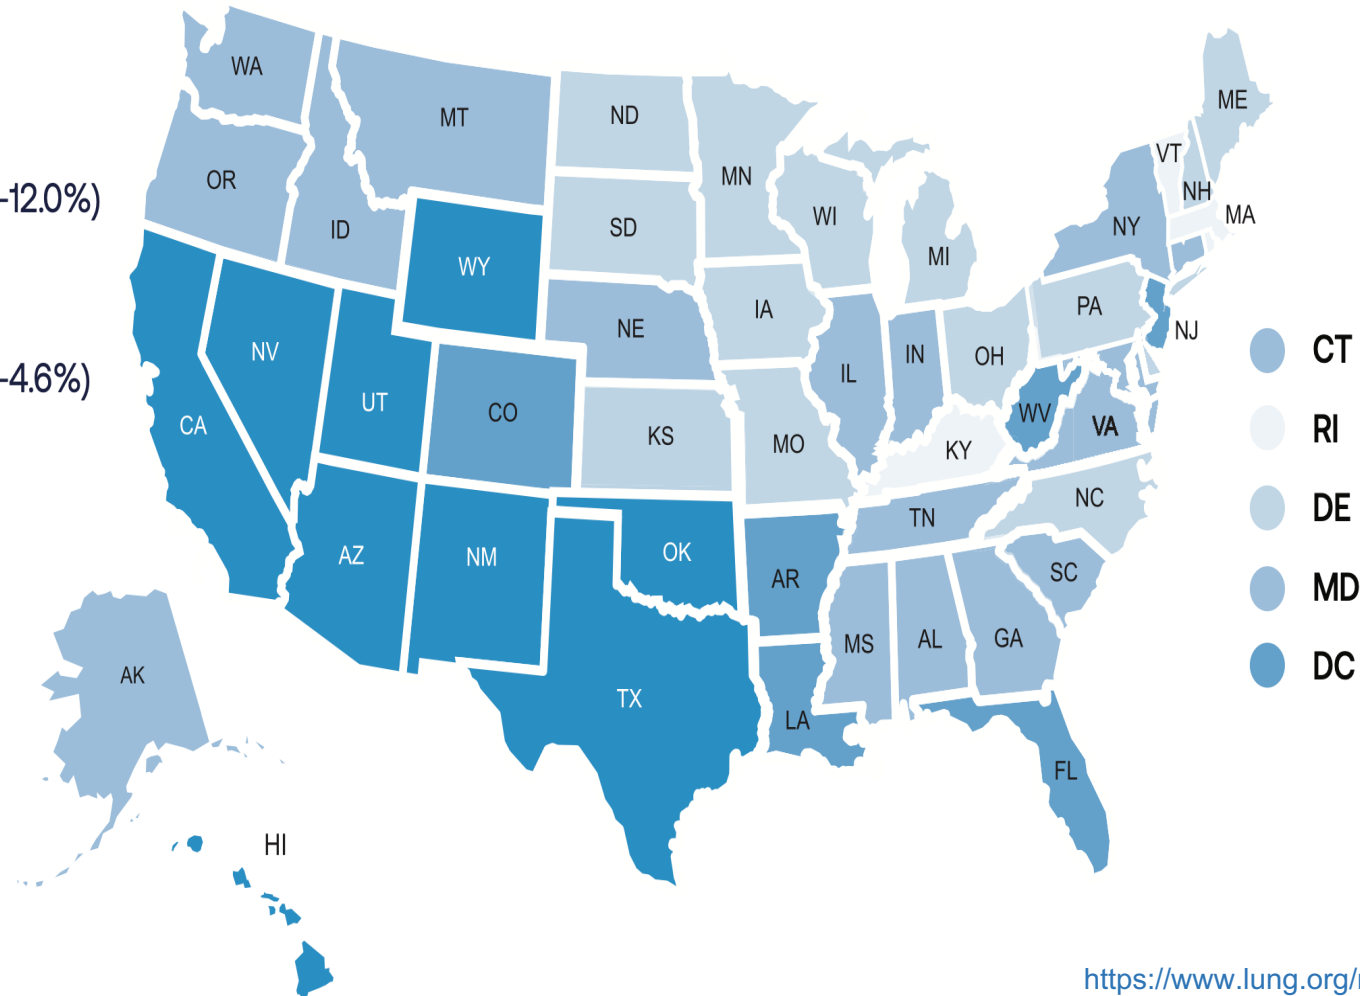 WA
MT
ND
MN
ME
VT
NH
MA
OR
ID
-12.0%)
SD
WI
MI
NY
WY
NE
IA
PA
NJ
NV
IL
IN
OH
CT
-4.6%)
UT
CO
CA
KS
MO
KY
WV
VA
RI
NC
DE
TN
AZ
NM
OK
AR
SC
MD
MS
AL
GA
DC
AK
TX
LA
FL
HI
https://www.lung.org/r